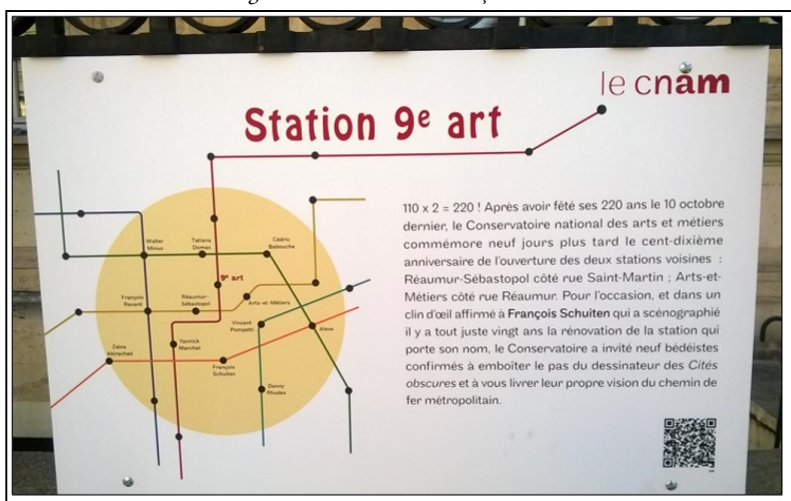 le cnam
Station 9e art
110 x 2 = 220 ! Après avoir fêté ses 220 ans le 10 octobre
dernier, le Conservatoire national des arts et métiers
commémore neuf jours plus tard le cent-dixième
anniversaire de l'ouverture des deux stations voisines :
Réaumur-Sébastopol côté rue Saint-Martin ; Arts-et-
Métiers côté rue Réaumur. Pour l'occasion, et dans un
clin d'œil affirmé à François Schuiten qui a scénographié
il y a tout juste vingt ans la rénovation de la station qui
porte son nom, le Conservatoire a invité neuf bédéistes
confirmés à emboiter le pas du dessinateur des Cités
obscures et à vous livrer leur propre vision du chemin de
fer métropolitain.
Walter
Minus
Tatiana
Domas
Cédric
Babouche
9e art
François
Ravard
Réaumur-
Sébastopol
Arts-et-Métiers
Vincent
Pompetti
Alexe
Yannick
Marchat
Zeina
Abirached
François
Schuiten
Danny
Rhodes